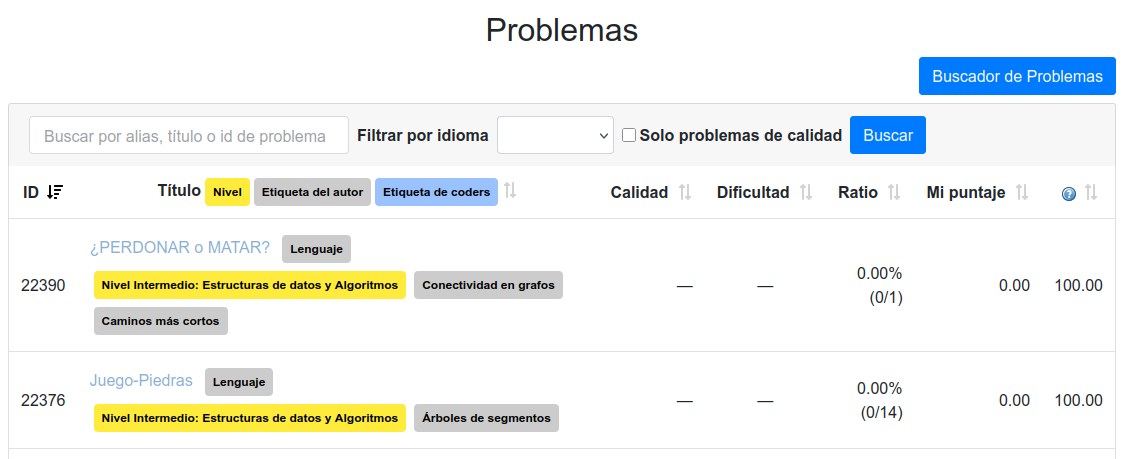 Problemas
Buscador de Problemas
Buscar por alias, título o id de problema Filtrar por idioma Solo problemas de calidad Buscar
ID Título Nivel Etiqueta del autor Etiqueta de coders Calidad Dificultad Ratio Mi puntaje ?
¿PERDONAR o MATAR? Lenguaje
22390 Nivel Intermedio: Estructuras de datos y Algoritmos Conectividad en grafos — — 0.00% 0.00 100.00
(0/1)
Caminos más cortos
Juego-Piedras Lenguaje
22376 — — 0.00% 0.00 100.00
Nivel Intermedio: Estructuras de datos y Algoritmos Árboles de segmentos (0/14)